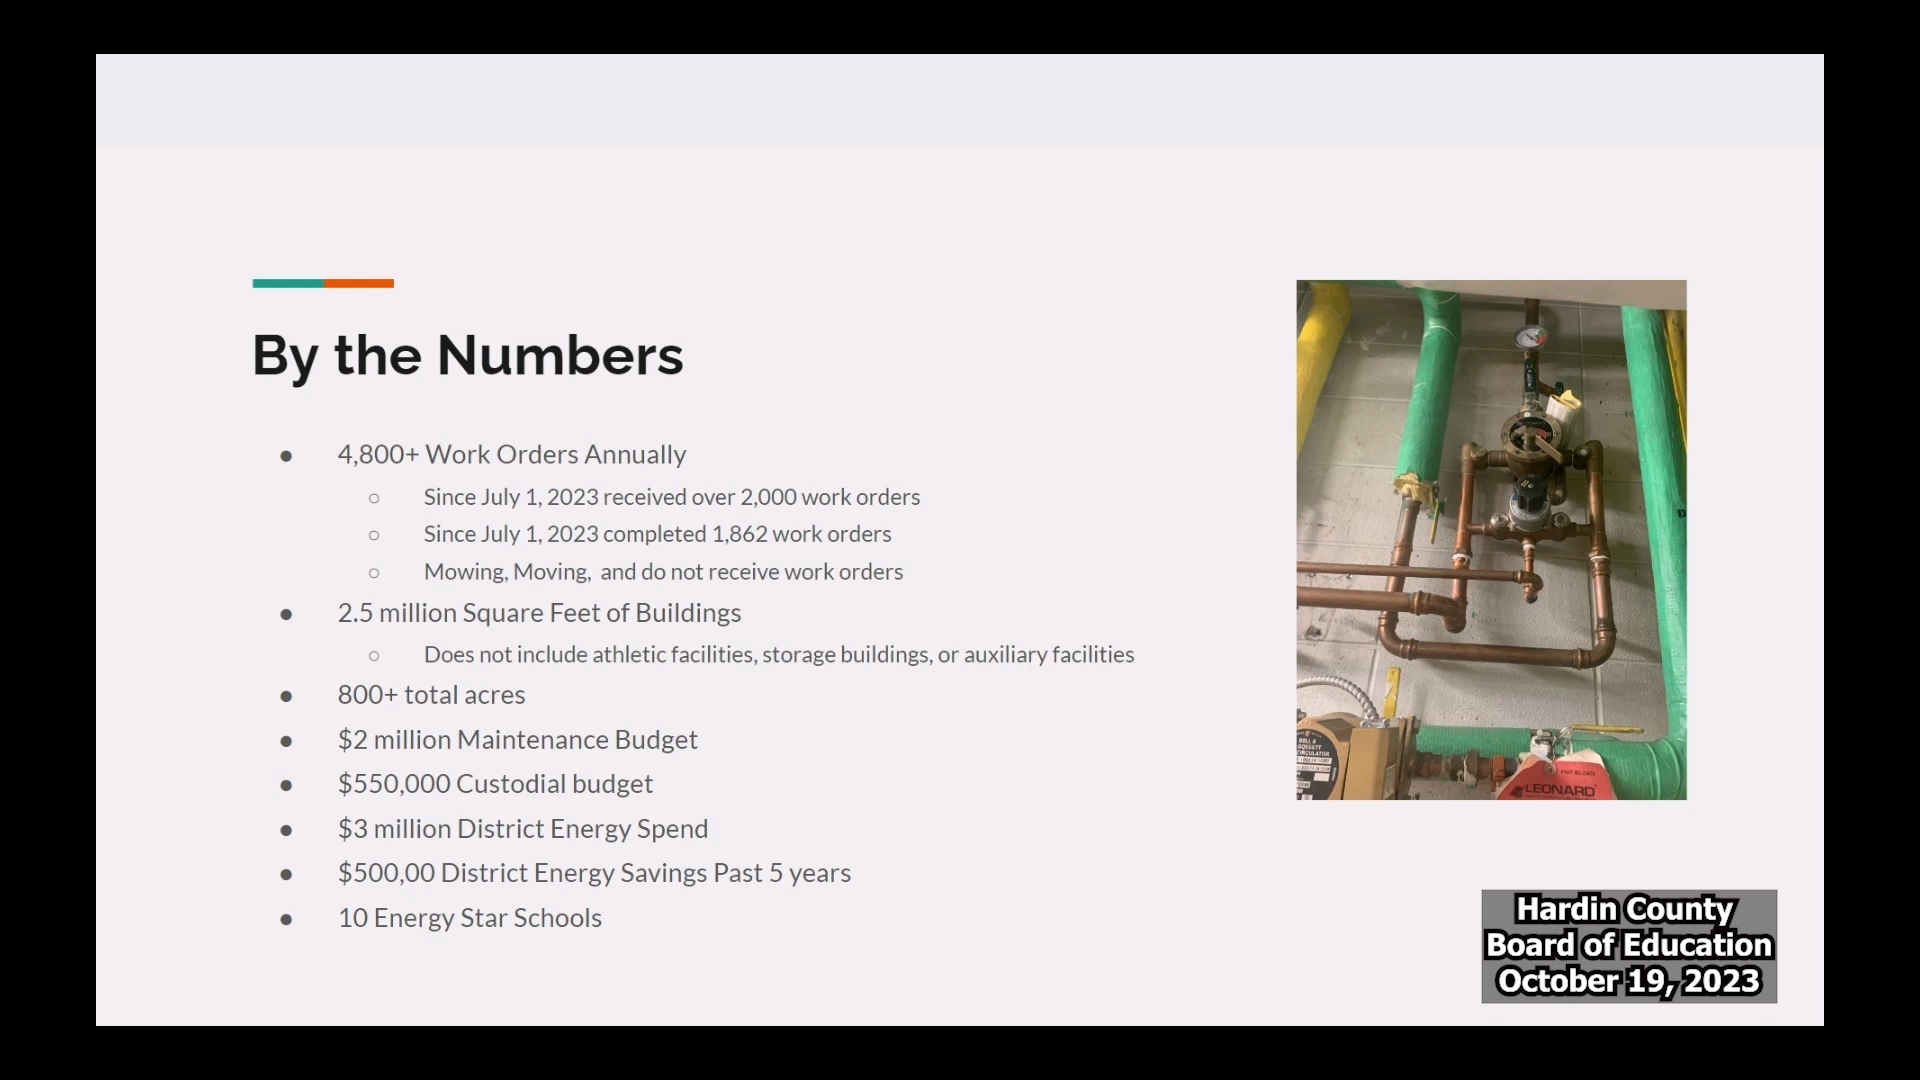 By the Numbers
● 4,800+ Work Orders Annually
○ Since July 1, 2023 received over 2,000 work orders
○ Since July 1, 2023 completed 1,862 work orders
○ Mowing, Moving,  and do not receive work orders
● 2.5 million Square Feet of Buildings
○ Does not include athletic facilities, storage buildings, or auxiliary facilities
● 800+ total acres
● $2 million Maintenance Budget
● $550,000 Custodial budget
● $3 million District Energy Spend
● $500,00 District Energy Savings Past 5 years
● 10 Energy Star Schools
BELL &
GOSSETT
CIRCULATOR
LEONARD
Hardin County
Board of Education
October 19, 2023